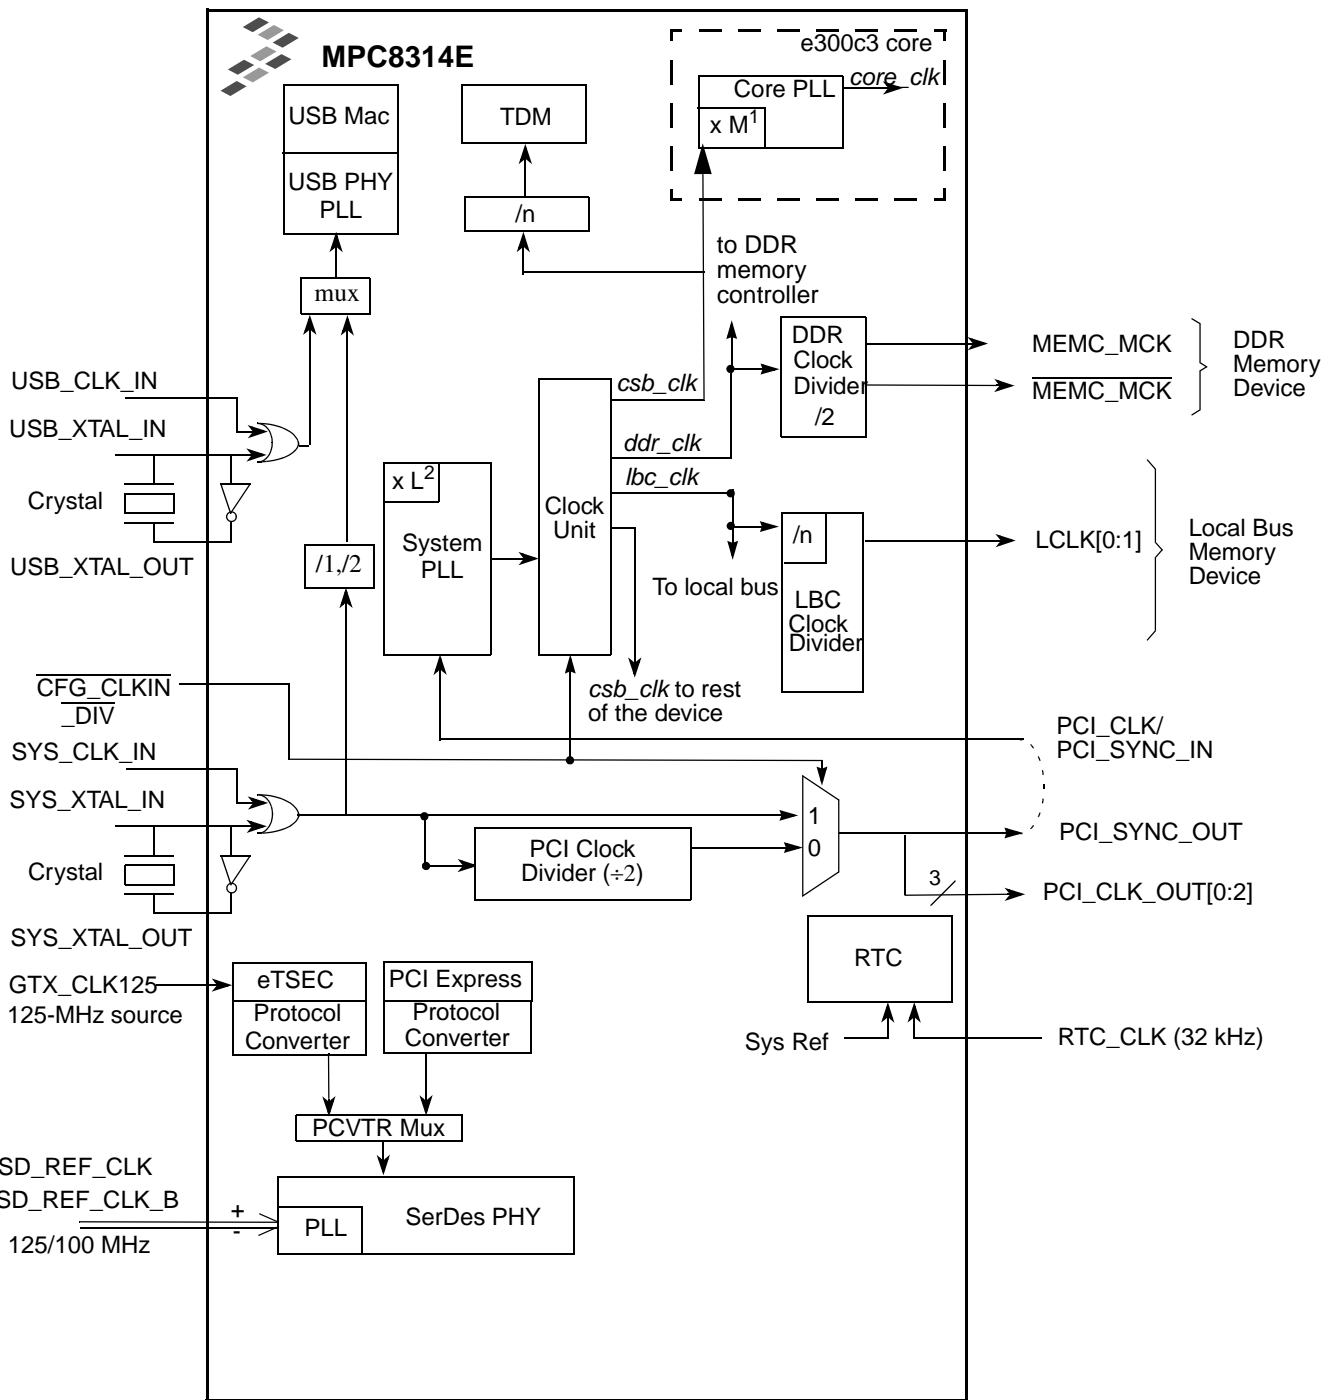 MPC8314E
e300c3 core
core_clk
Core PLL
x M1
USB Mac
USB PHY
PLL
TDM
/n
mux
to DDR
memory
controller
DDR
Clock
Divider
/2
MEMC_MCK
MEMC_MCK
DDR
Memory
Device
USB_CLK_IN
USB_XTAL_IN
Crystal
USB_XTAL_OUT
csb_clk
ddr_clk
lbc_clk
x L2
System
PLL
Clock
Unit
/1,/2
/n
LBC
Clock
Divider
To local bus
LCLK[0:1]
Local Bus
Memory
Device
csb_clk to rest
of the device
CFG_CLKIN
_DIV
SYS_CLK_IN
SYS_XTAL_IN
Crystal
SYS_XTAL_OUT
PCI_CLK/
PCI_SYNC_IN
1
0
PCI Clock
Divider (÷2)
PCI_SYNC_OUT
3
PCI_CLK_OUT[0:2]
GTX_CLK125
125-MHz source
eTSEC
Protocol
Converter
PCI Express
Protocol
Converter
RTC
Sys Ref
RTC_CLK (32 kHz)
PCVTR Mux
SD_REF_CLK
SD_REF_CLK_B
+
-
125/100 MHz
PLL
SerDes PHY